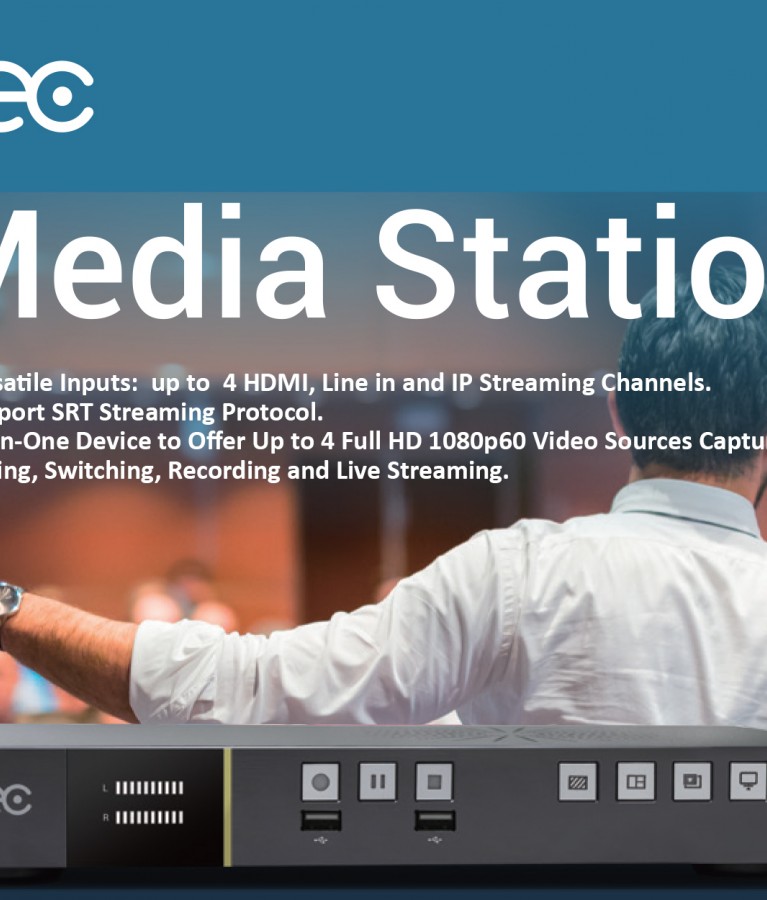 ec
Media Statio
satile Inputs:  up to  4 HDMI, Line in and IP Streaming Channels.
port SRT Streaming Protocol.
n-One Device to Offer Up to 4 Full HD 1080p60 Video Sources Captu
ing, Switching, Recording and Live Streaming.
ec
L
R